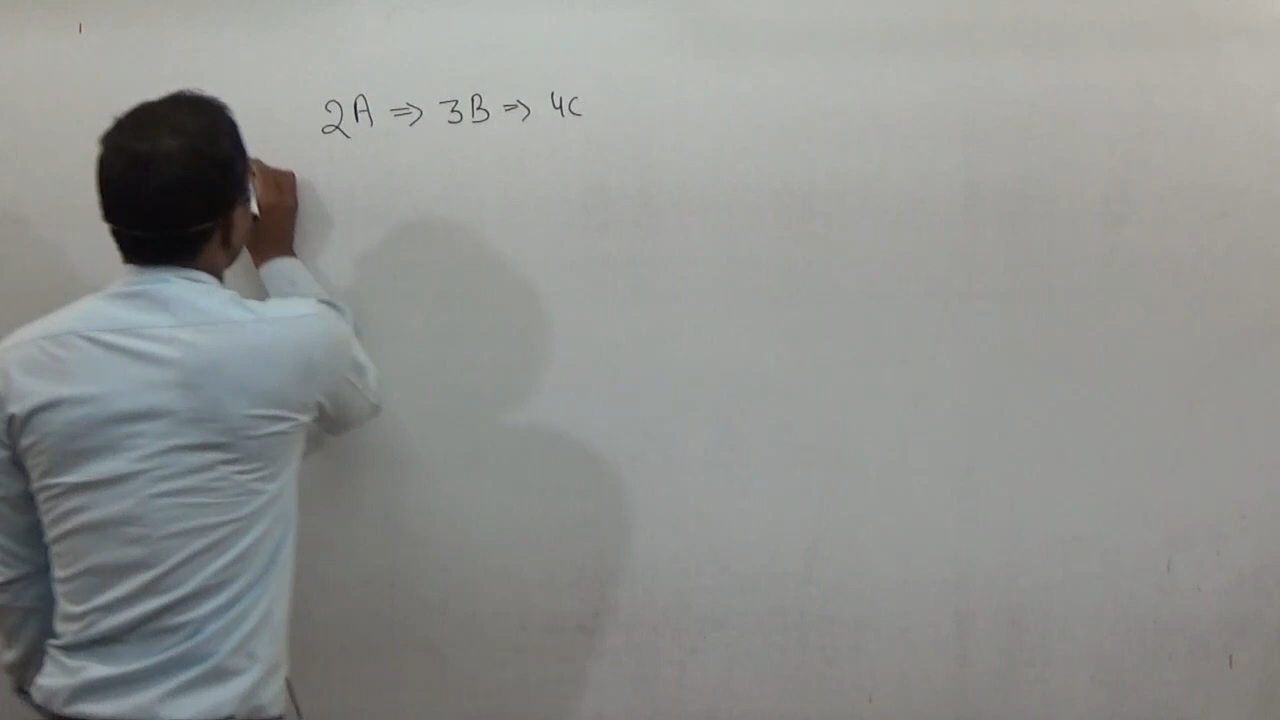 2A ⇒ 3B ⇒ 4C